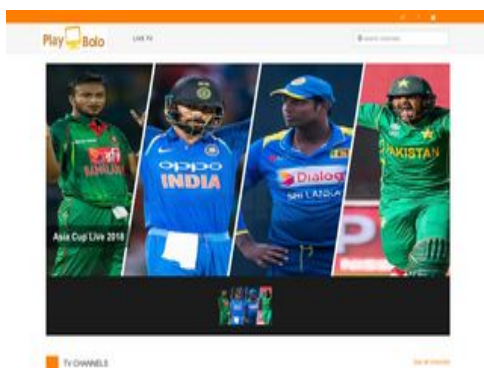 Play Bolo
LIVE TV
Asia Cup Live 2018
oppo
INDIA
Dialog
SRI LANKA
PAKISTAN
TV CHANNELS